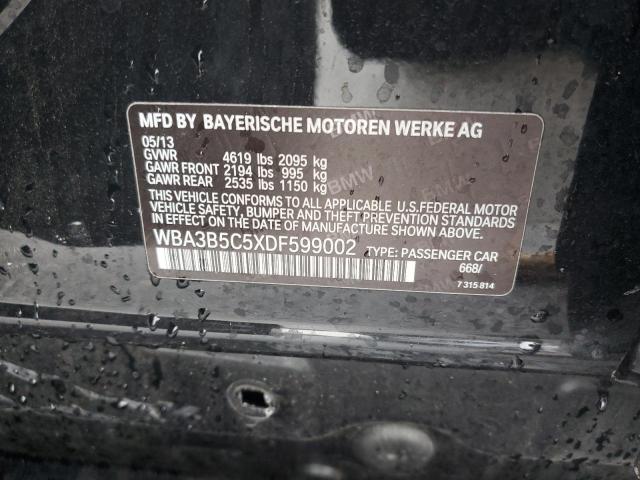 MFD BY BAYERISCHE MOTOREN WERKE AG
05/13
GVWR 4619 lbs 2095 kg
GAWR FRONT 2194 lbs 995 kg
GAWR REAR 2535 lbs 1150 kg
THIS VEHICLE CONFORMS TO ALL APPLICABLE U.S.FEDERAL MOTOR
VEHICLE SAFETY, BUMPER AND THEFT PREVENTION STANDARDS
IN EFFECT ON THE DATE OF MANUFACTURE SHOWN ABOVE.
WBA3B5C5XDF599002 TYPE: PASSENGER CAR
668/
7 315 814